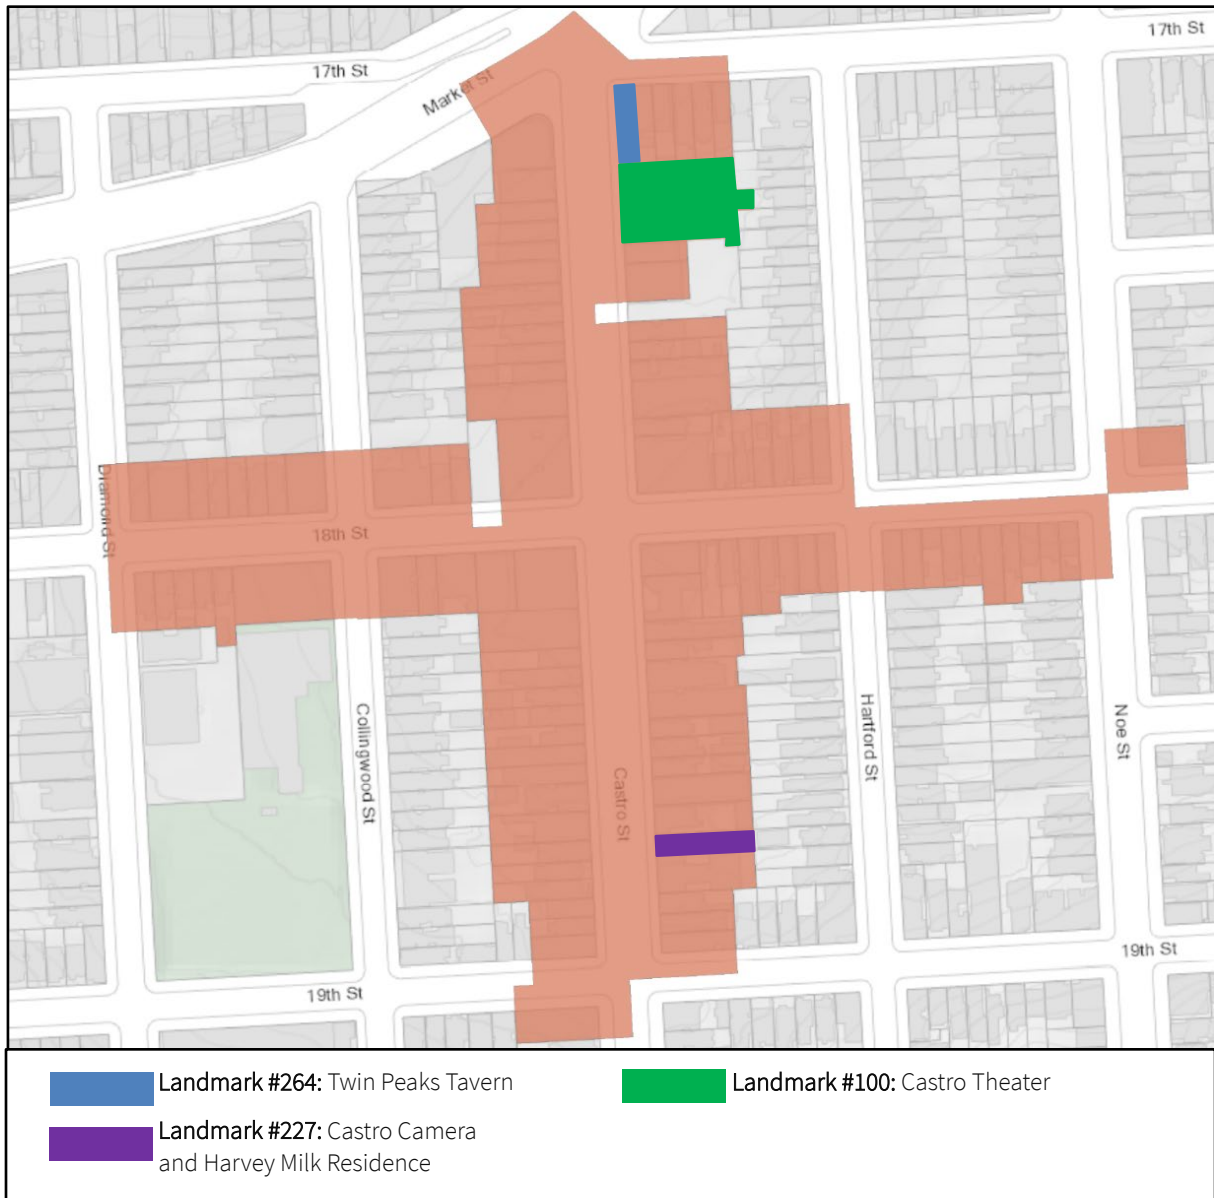 17th St
17th St
Market St
Diamond St
18th St
Collingwood St
Castro St
Hartford St
Noe St
19th St
19th St
Landmark #264: Twin Peaks Tavern
Landmark #100: Castro Theater
Landmark #227: Castro Camera
and Harvey Milk Residence